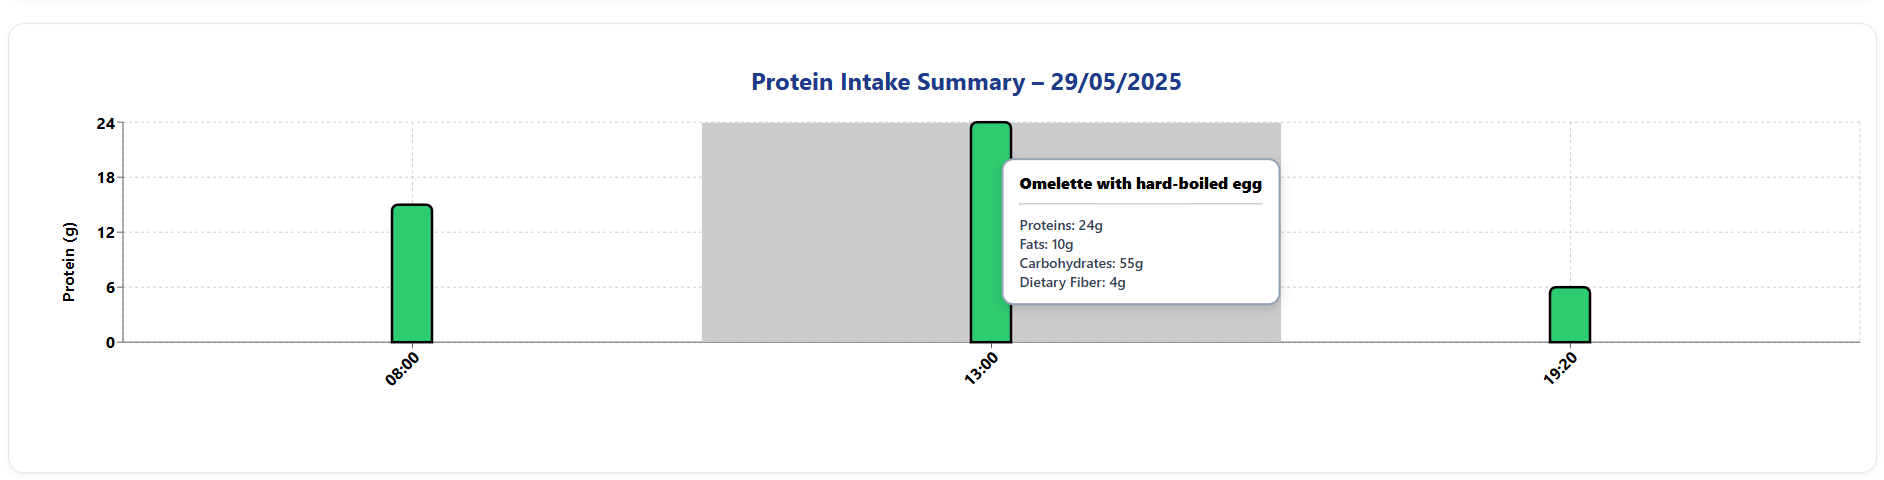 Protein Intake Summary – 29/05/2025
24
18
12
6
0
Protein (g)
Omelette with hard-boiled egg
Proteins: 24g
Fats: 10g
Carbohydrates: 55g
Dietary Fiber: 4g
08:00
13:00
19:20